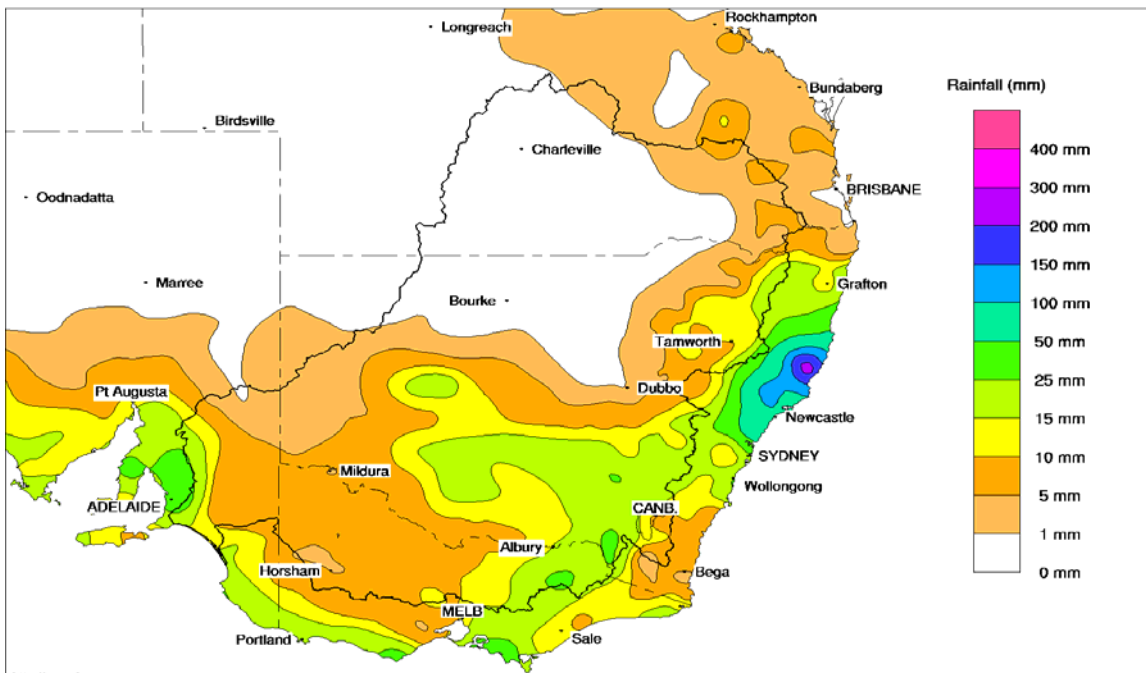 Rockhampton
Longreach
Rainfall (mm)
Bundaberg
Birdsville
400 mm
Charleville
300 mm
BRISBANE
Oodnadatta
200 mm
150 mm
Marree
Grafton
Bourke
100 mm
Tamworth
50 mm
Pt Augusta
Dubbo
25 mm
Newcastle
15 mm
SYDNEY
Mildura
10 mm
Wollongong
ADELAIDE
CANB.
5 mm
1 mm
Albury
Horsham
Bega
0 mm
MELB
Portland
Sale